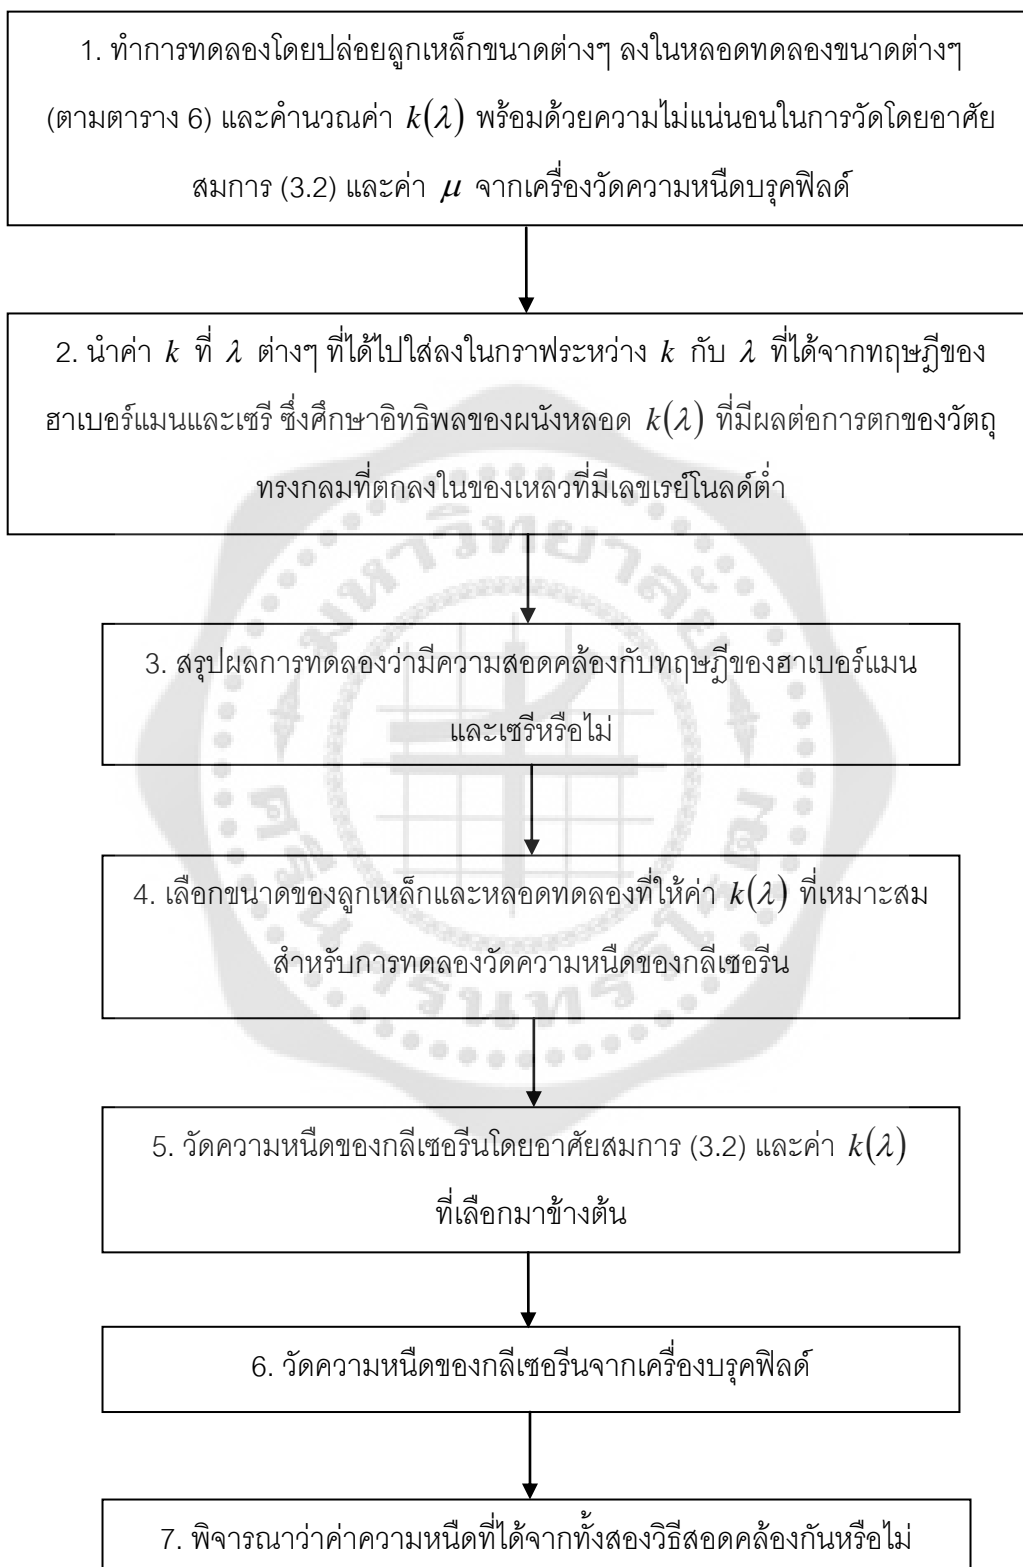 1. ทำการทดลองโดยปล่อยลูกเหล็กขนาดต่างๆ ลงในหลอดทดลองขนาดต่างๆ
(ตามตาราง 6) และคำนวณค่า k(λ) พร้อมด้วยความไม่แน่นอนในการวัดโดยอาศัย
สมการ (3.2) และค่า μ จากเครื่องวัดความหนืดบรุคฟิลด์
2. นำค่า k ที่ λ ต่างๆ ที่ได้ไปใส่ลงในกราฟระหว่าง k กับ λ ที่ได้จากทฤษฎีของ
ฮาเบอร์แมนและเซรี ซึ่งศึกษาอิทธิพลของผนังหลอด k(λ) ที่มีผลต่อการตกของวัตถุ
ทรงกลมที่ตกลงในของเหลวที่มีเลขเรย์โนลด์ต่ำ
3. สรุปผลการทดลองว่ามีความสอดคล้องกับทฤษฎีของฮาเบอร์แมน
และเซรีหรือไม่
4. เลือกขนาดของลูกเหล็กและหลอดทดลองที่ให้ค่า k(λ) ที่เหมาะสม
สำหรับการทดลองวัดความหนืดของกลีเซอรีน
5. วัดความหนืดของกลีเซอรีนโดยอาศัยสมการ (3.2) และค่า k(λ)
ที่เลือกมาข้างต้น
6. วัดความหนืดของกลีเซอรีนจากเครื่องบรุคฟิลด์
7. พิจารณาว่าค่าความหนืดที่ได้จากทั้งสองวิธีสอดคล้องกันหรือไม่
มหาวิทยาลัย
ศรีนครินทรวิโรฒ